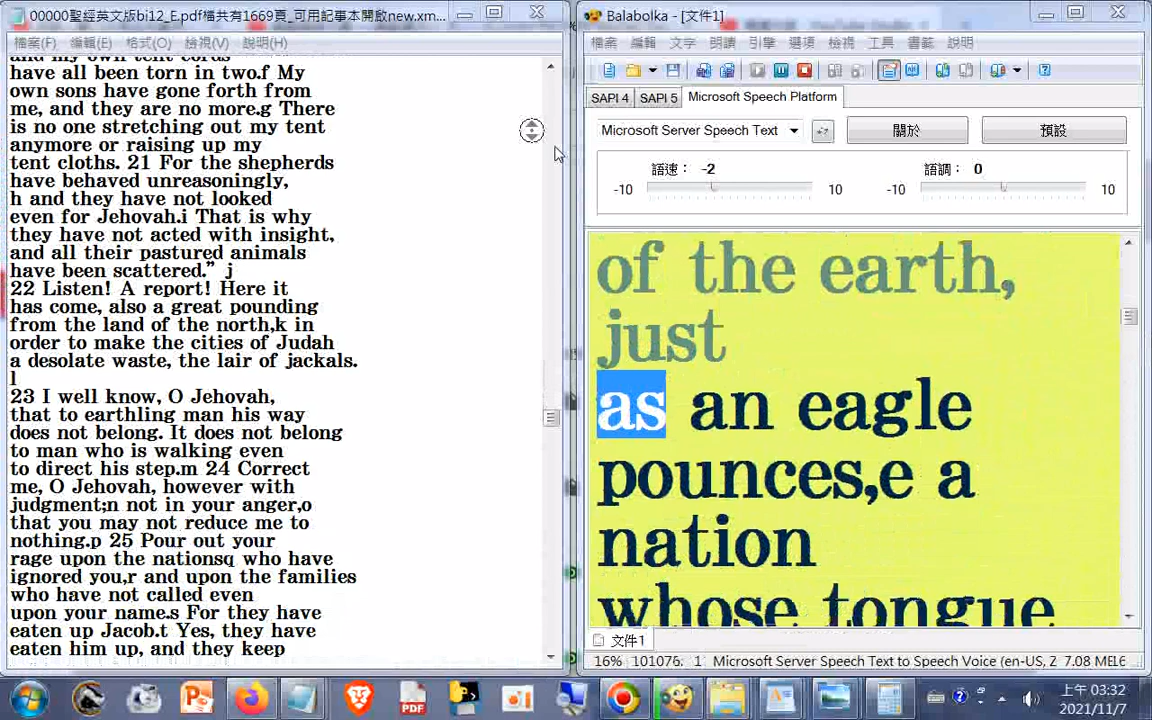 00000聖經英文版bi12_E.pdf檔共有1669頁_可用記事本開啟new.xm...
檔案(F) 編輯(E) 格式(O) 檢視(V) 說明(H)
and my own tent cords
have all been torn in two.f My
own sons have gone forth from
me, and they are no more.g There
is no one stretching out my tent
anymore or raising up my
tent cloths. 21 For the shepherds
have behaved unreasoningly,
h and they have not looked
even for Jehovah.i That is why
they have not acted with insight,
and all their pastured animals
have been scattered.” j
22 Listen! A report! Here it
has come, also a great pounding
from the land of the north,k in
order to make the cities of Judah
a desolate waste, the lair of jackals.
l
23 I well know, O Jehovah,
that to earthling man his way
does not belong. It does not belong
to man who is walking even
to direct his step.m 24 Correct
me, O Jehovah, however with
judgment;n not in your anger,o
that you may not reduce me to
nothing.p 25 Pour out your
rage upon the nationsq who have
ignored you,r and upon the families
who have not called even
upon your name.s For they have
eaten up Jacob.t Yes, they have
eaten him up, and they keep
Balabolka - [文件1]
檔案 編輯 文字 朗讀 引擎 選項 檢視 工具 書籤 說明
SAPI 4 SAPI 5 Microsoft Speech Platform
Microsoft Server Speech Text 關於 預設
語速： -2 語調： 0
-10 10 -10 10
of the earth,
just
as an eagle
pounces,e a
nation
whose tongue
文件1
16% 101076. 1 Microsoft Server Speech Text to Speech Voice (en-US, 2 7.08 MБ
PDF
上午 03:32
2021/11/7